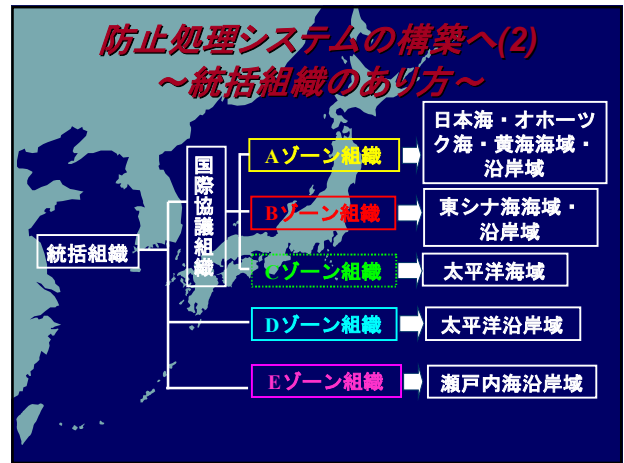 防止処理システムの構築へ(2)
～統括組織のあり方～
統括組織
国際協議組織
Aゾーン組織
日本海・オホーツ
ク海・黄海海域・
沿岸域
Bゾーン組織
東シナ海海域・
沿岸域
Cゾーン組織
太平洋海域
Dゾーン組織
太平洋沿岸域
Eゾーン組織
瀬戸内海沿岸域